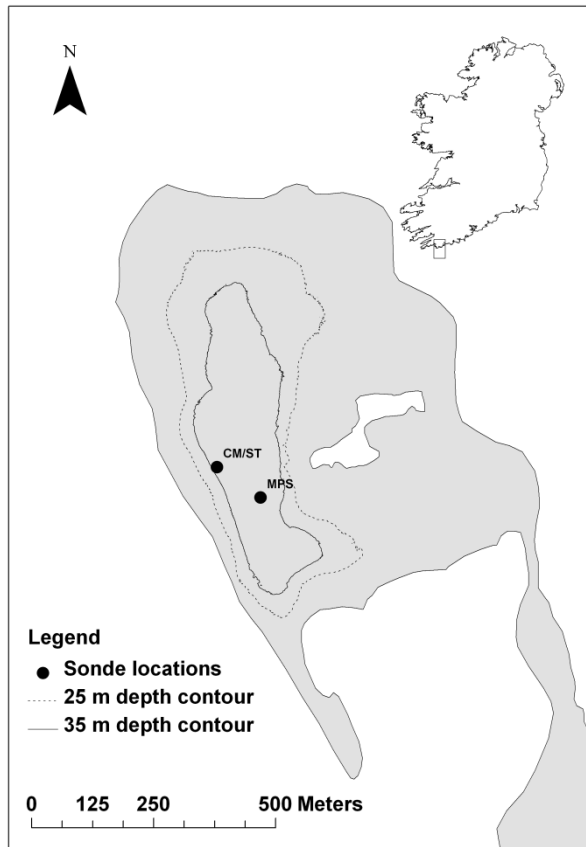 N
CM/ST
MPS
Legend
Sonde locations
25 m depth contour
35 m depth contour
0 125 250 500 Meters